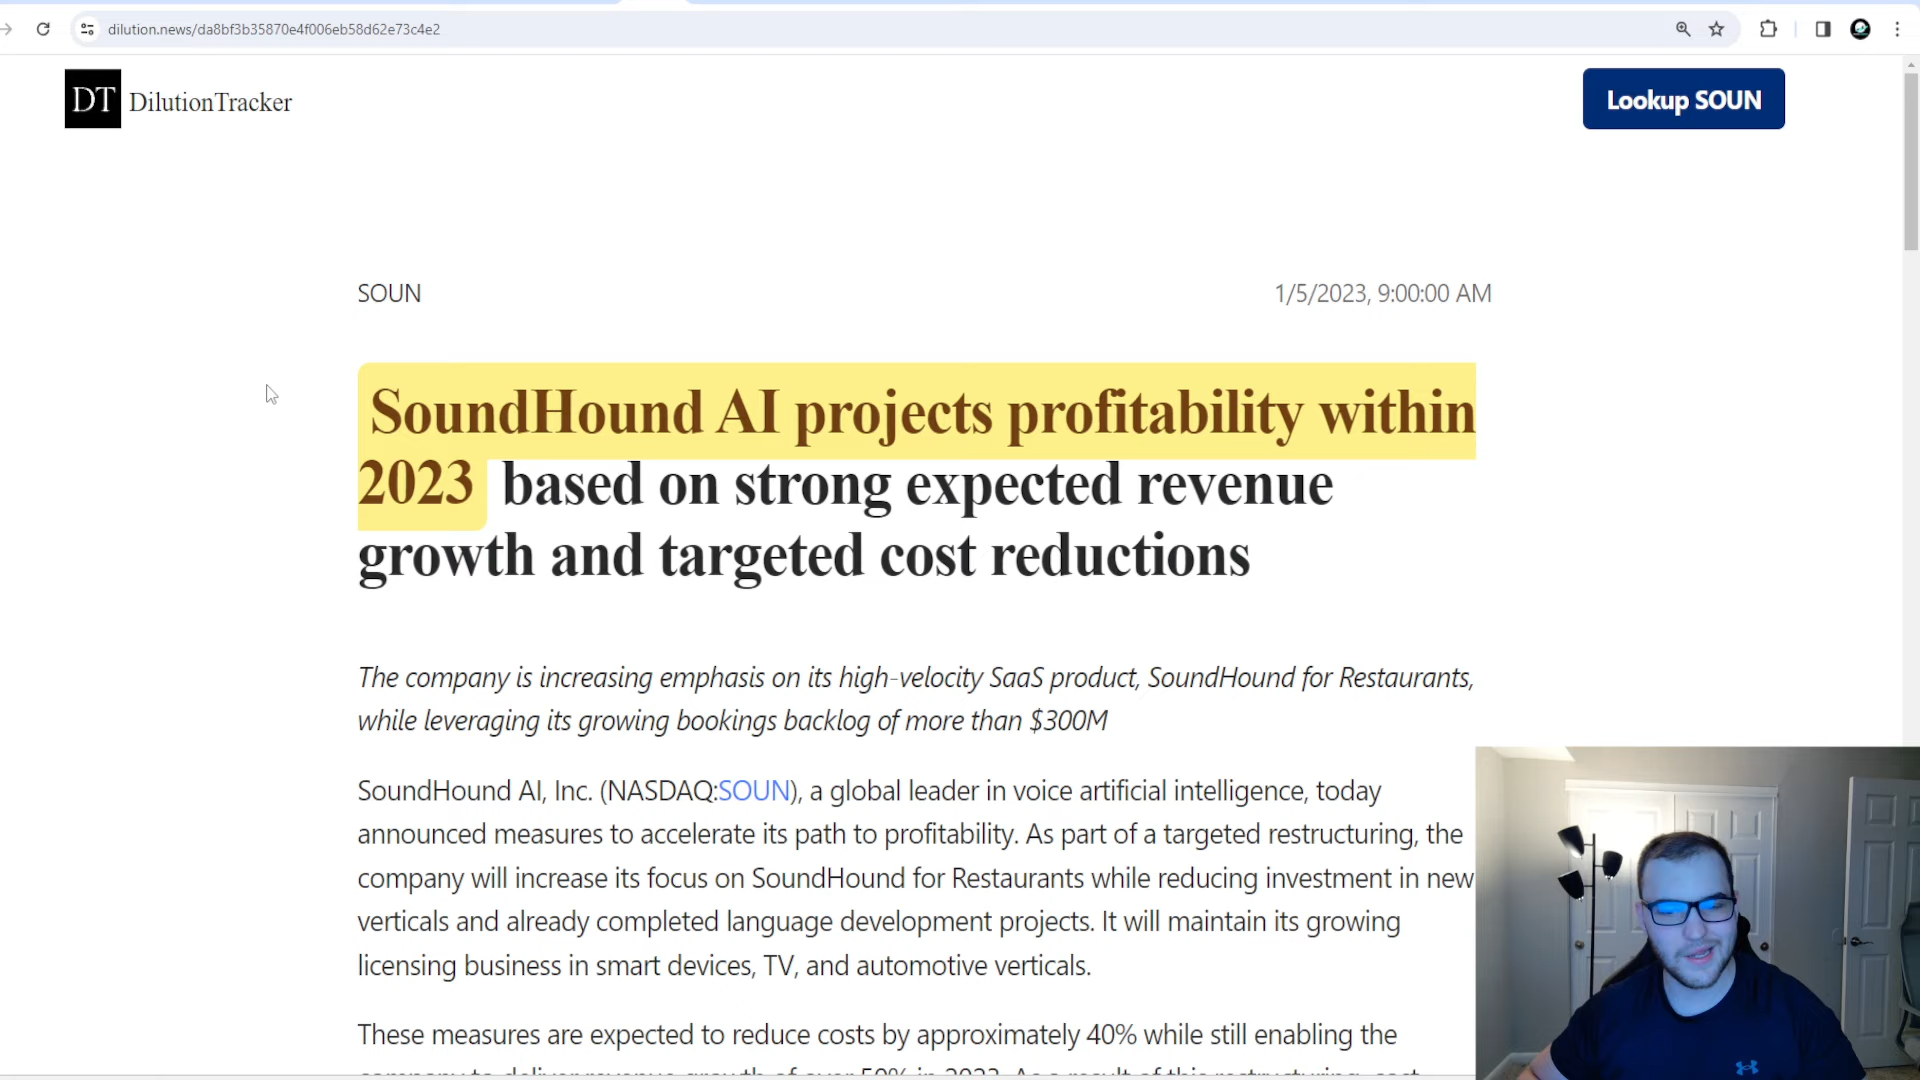 dilution.news/da8bf3b35870e4f006eb58d62e73c4e2
DT DilutionTracker
Lookup SOUN
SOUN
1/5/2023, 9:00:00 AM
SoundHound AI projects profitability within
2023 based on strong expected revenue
growth and targeted cost reductions
The company is increasing emphasis on its high-velocity SaaS product, SoundHound for Restaurants,
while leveraging its growing bookings backlog of more than $300M
SoundHound AI, Inc. (NASDAQ:SOUN), a global leader in voice artificial intelligence, today
announced measures to accelerate its path to profitability. As part of a targeted restructuring, the
company will increase its focus on SoundHound for Restaurants while reducing investment in new
verticals and already completed language development projects. It will maintain its growing
licensing business in smart devices, TV, and automotive verticals.
These measures are expected to reduce costs by approximately 40% while still enabling the